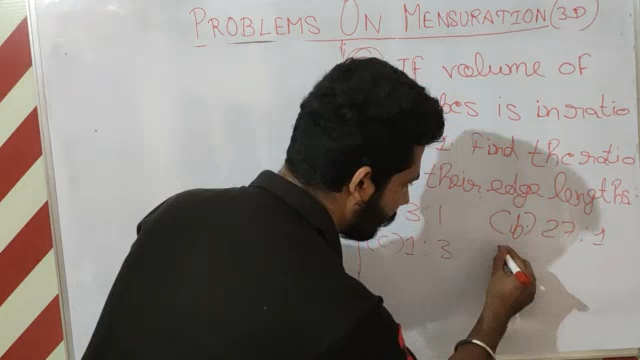 PROBLEMS ON MENSURATION (3D)
If volume of
is in ratio
1. Find the ratio
their edge lengths.
3:1 (b) 27:1
(c) 1:3